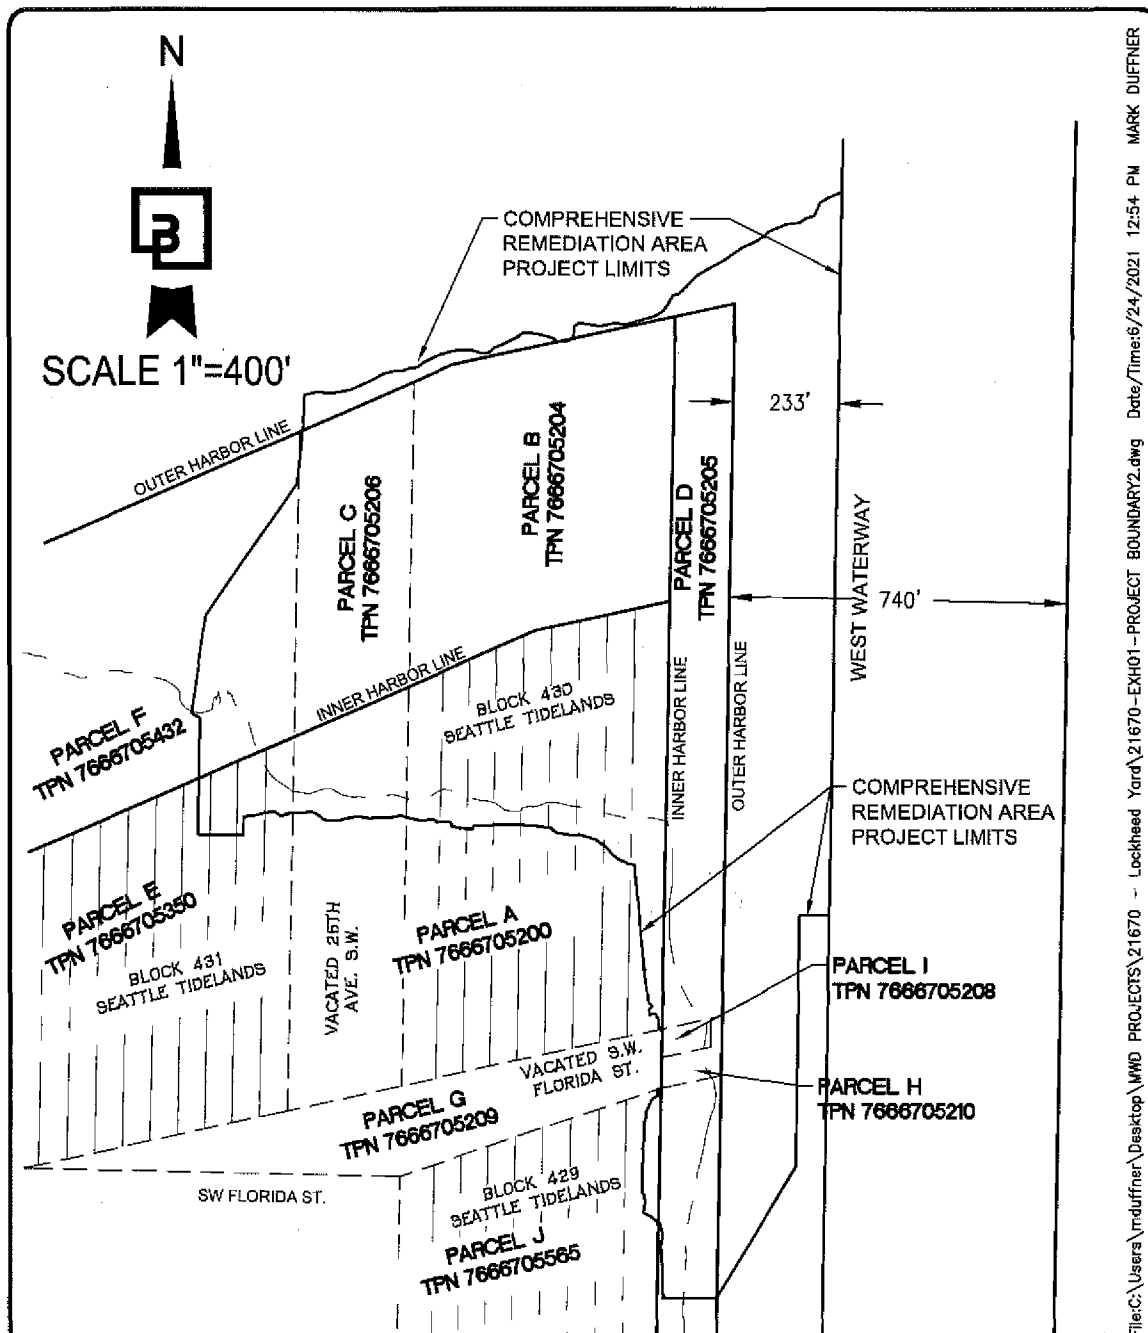 N
B
SCALE 1"=400'
COMPREHENSIVE
REMEDIATION AREA
PROJECT LIMITS
233'
OUTER HARBOR LINE
PARCEL C
TPN 7666705206
PARCEL B
TPN 7666705204
PARCEL D
TPN 7666705205
WEST WATERWAY
740'
INNER HARBOR LINE
BLOCK 430
SEATTLE TIDELANDS
INNER HARBOR LINE
OUTER HARBOR LINE
PARCEL F
TPN 7666705432
COMPREHENSIVE
REMEDIATION AREA
PROJECT LIMITS
PARCEL E
TPN 7666705350
BLOCK 431
SEATTLE TIDELANDS
VACATED 26TH
AVE. S.W.
PARCEL A
TPN 7666705200
PARCEL I
TPN 7666705208
VACATED S.W.
FLORIDA ST.
PARCEL G
TPN 7666705209
PARCEL H
TPN 7666705210
SW FLORIDA ST.
BLOCK 429
SEATTLE TIDELANDS
PARCEL J
TPN 7666705565
File:C:\Users\mduffner\Desktop\MWD PROJECTS\21670 - Lockheed Yard\21670-EXH01-PROJECT BOUNDARY2.dwg Date/Time:6/24/2021 12:54 PM MARK DUFFNER